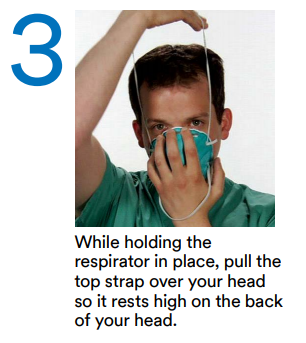 3
While holding the
respirator in place, pull the
top strap over your head
so it rests high on the back
of your head.